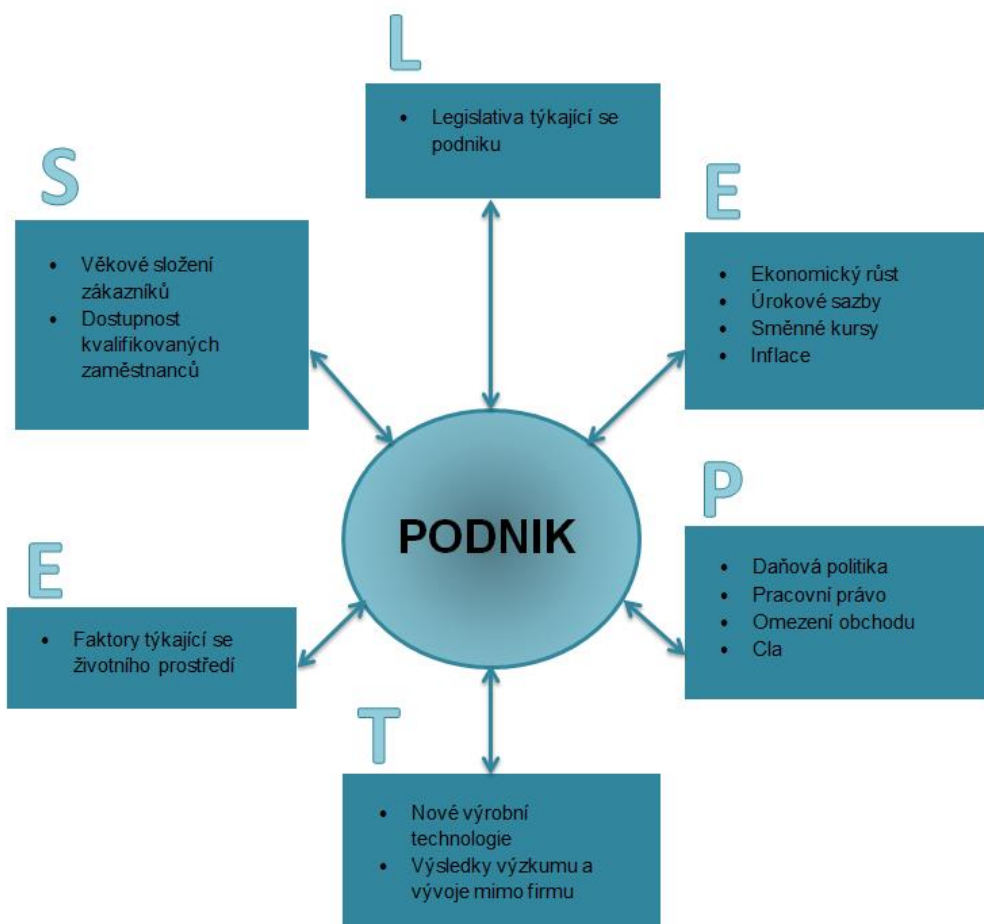 L
Legislativa týkající se
podniku
S
Věkové složení
zákazníků
Dostupnost
kvalifikovaných
zaměstnanců
E
Ekonomický růst
Úrokové sazby
Směnné kursy
Inflace
PODNIK
P
Daňová politika
Pracovní právo
Omezení obchodu
Cla
E
Faktory týkající se
životního prostředí
T
Nové výrobní
technologie
Výsledky výzkumu a
vývoje mimo firmu